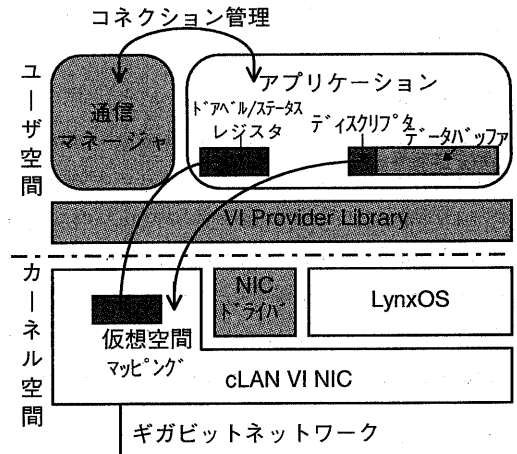 コネクション管理
ユーザ空間
通信
マネージャ
アプリケーション
ドアベル/ステータス
レジスタ
ディスクリプタ
データバッファ
VI Provider Library
カーネル空間
仮想空間
マッピング
NIC
ドライバ
LynxOS
cLAN VI NIC
ギガビットネットワーク